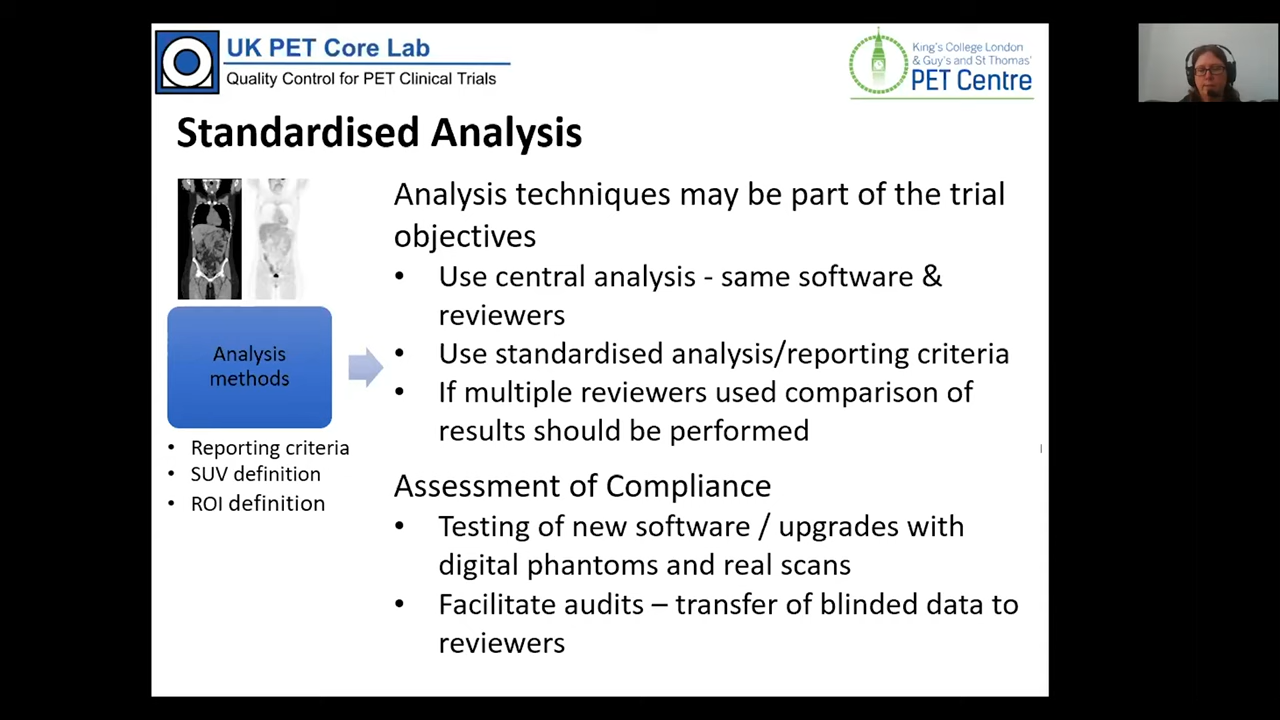 UK PET Core Lab
Quality Control for PET Clinical Trials
King's College London
& Guy's and St Thomas'
PET Centre
Standardised Analysis
Analysis methods
• Reporting criteria
• SUV definition
• ROI definition
Analysis techniques may be part of the trial
objectives
• Use central analysis - same software &
reviewers
• Use standardised analysis/reporting criteria
• If multiple reviewers used comparison of
results should be performed
Assessment of Compliance
• Testing of new software / upgrades with
digital phantoms and real scans
• Facilitate audits – transfer of blinded data to
reviewers